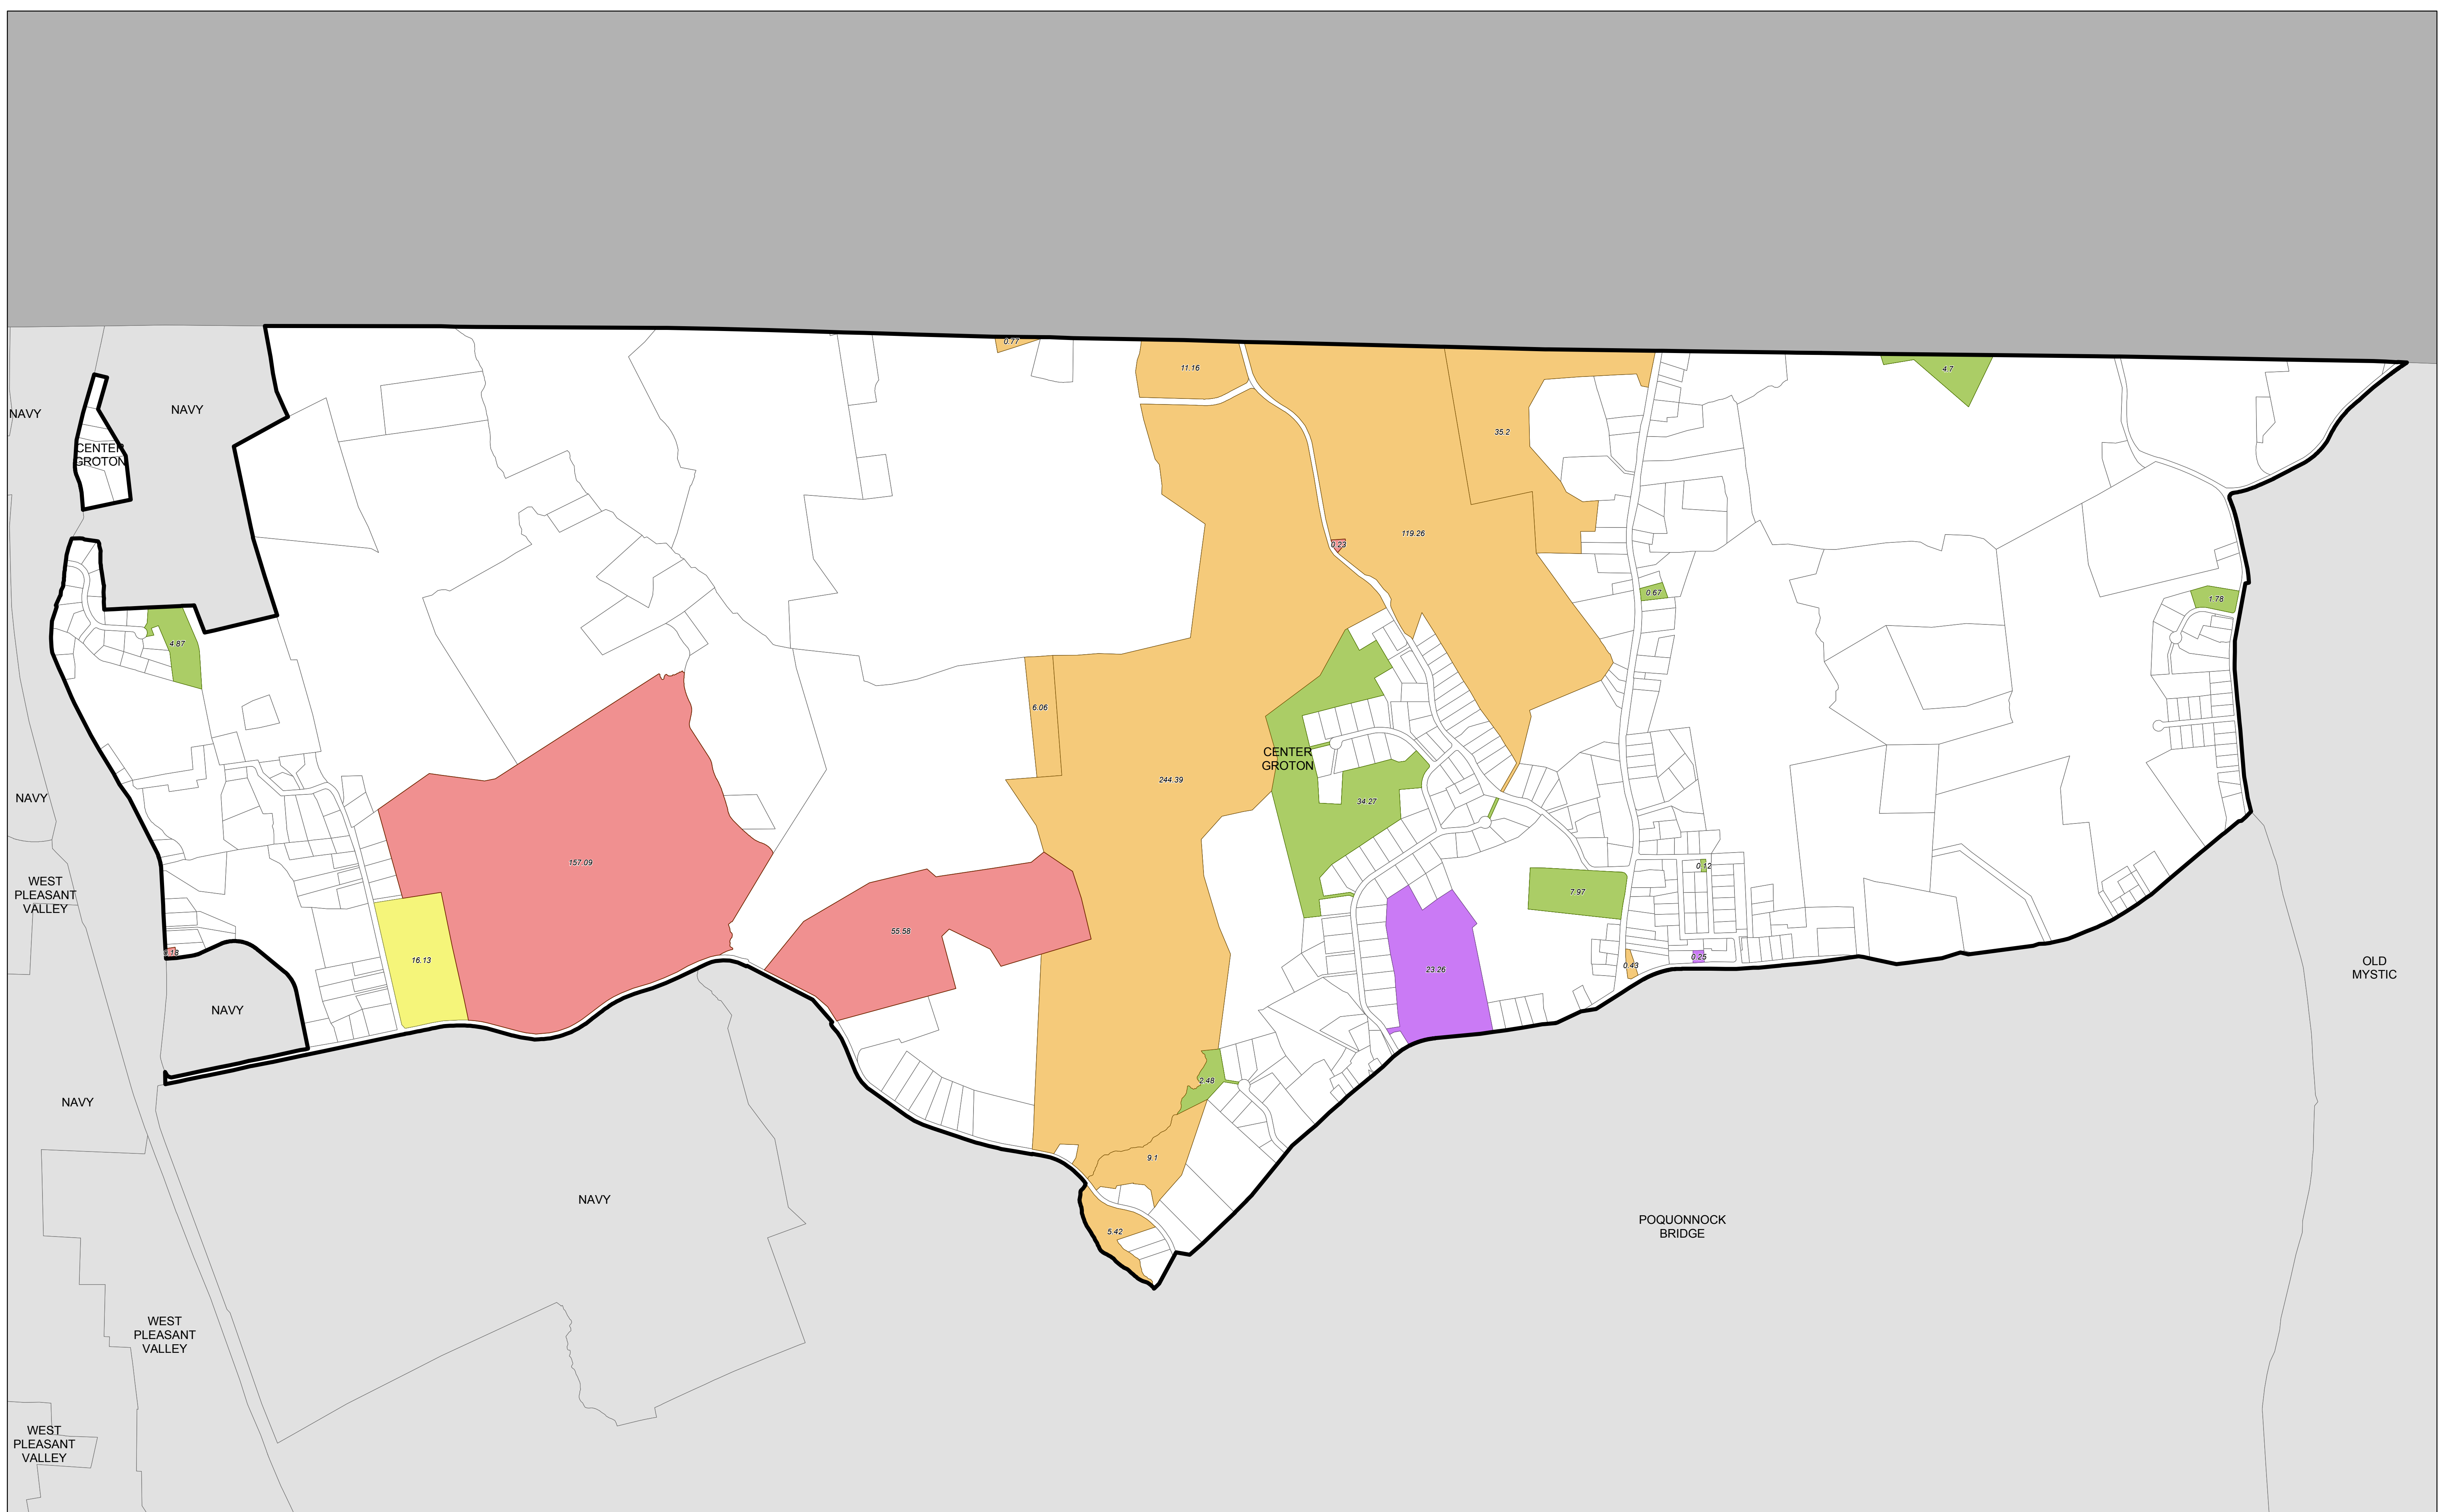 0.77
11.16
4.7
NAVY
NAVY
35.2
CENTER
GROTON
119.26
0.23
0.67
1.78
4.87
6.06
CENTER
GROTON
244.39
NAVY
34.27
157.09
0.12
WEST
PLEASANT
VALLEY
7.97
55.58
16.13
0.43
0.25
23.26
OLD
MYSTIC
NAVY
2.48
NAVY
9.1
NAVY
POQUONNOCK
BRIDGE
5.42
WEST
PLEASANT
VALLEY
WEST
PLEASANT
VALLEY